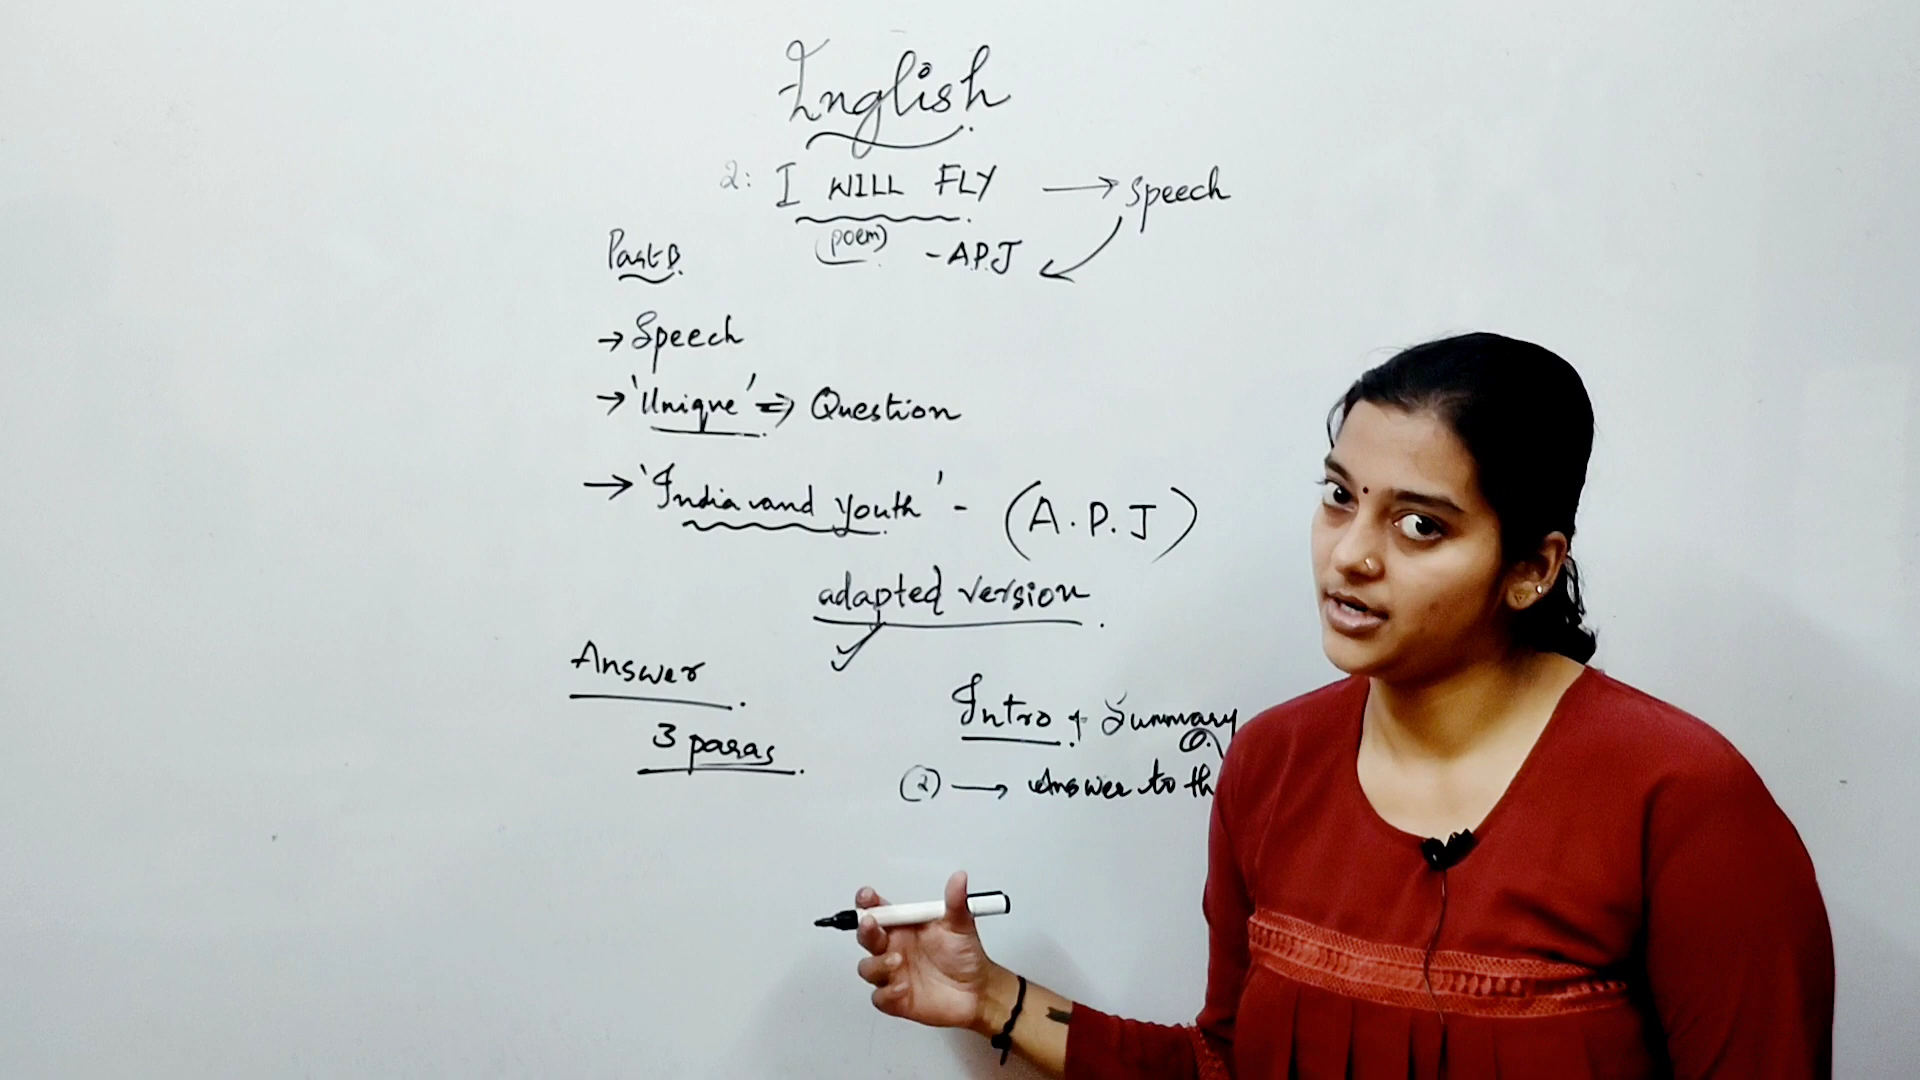 English
2: I WILL FLY → Speech
(poem) - A.P.J
Part B
→ Speech
→ 'Unique' => Question
→ 'India and Youth' - (A.P.J)
adapted version
Answer
3 paras
Intro + Summary
(2) → Answer to th